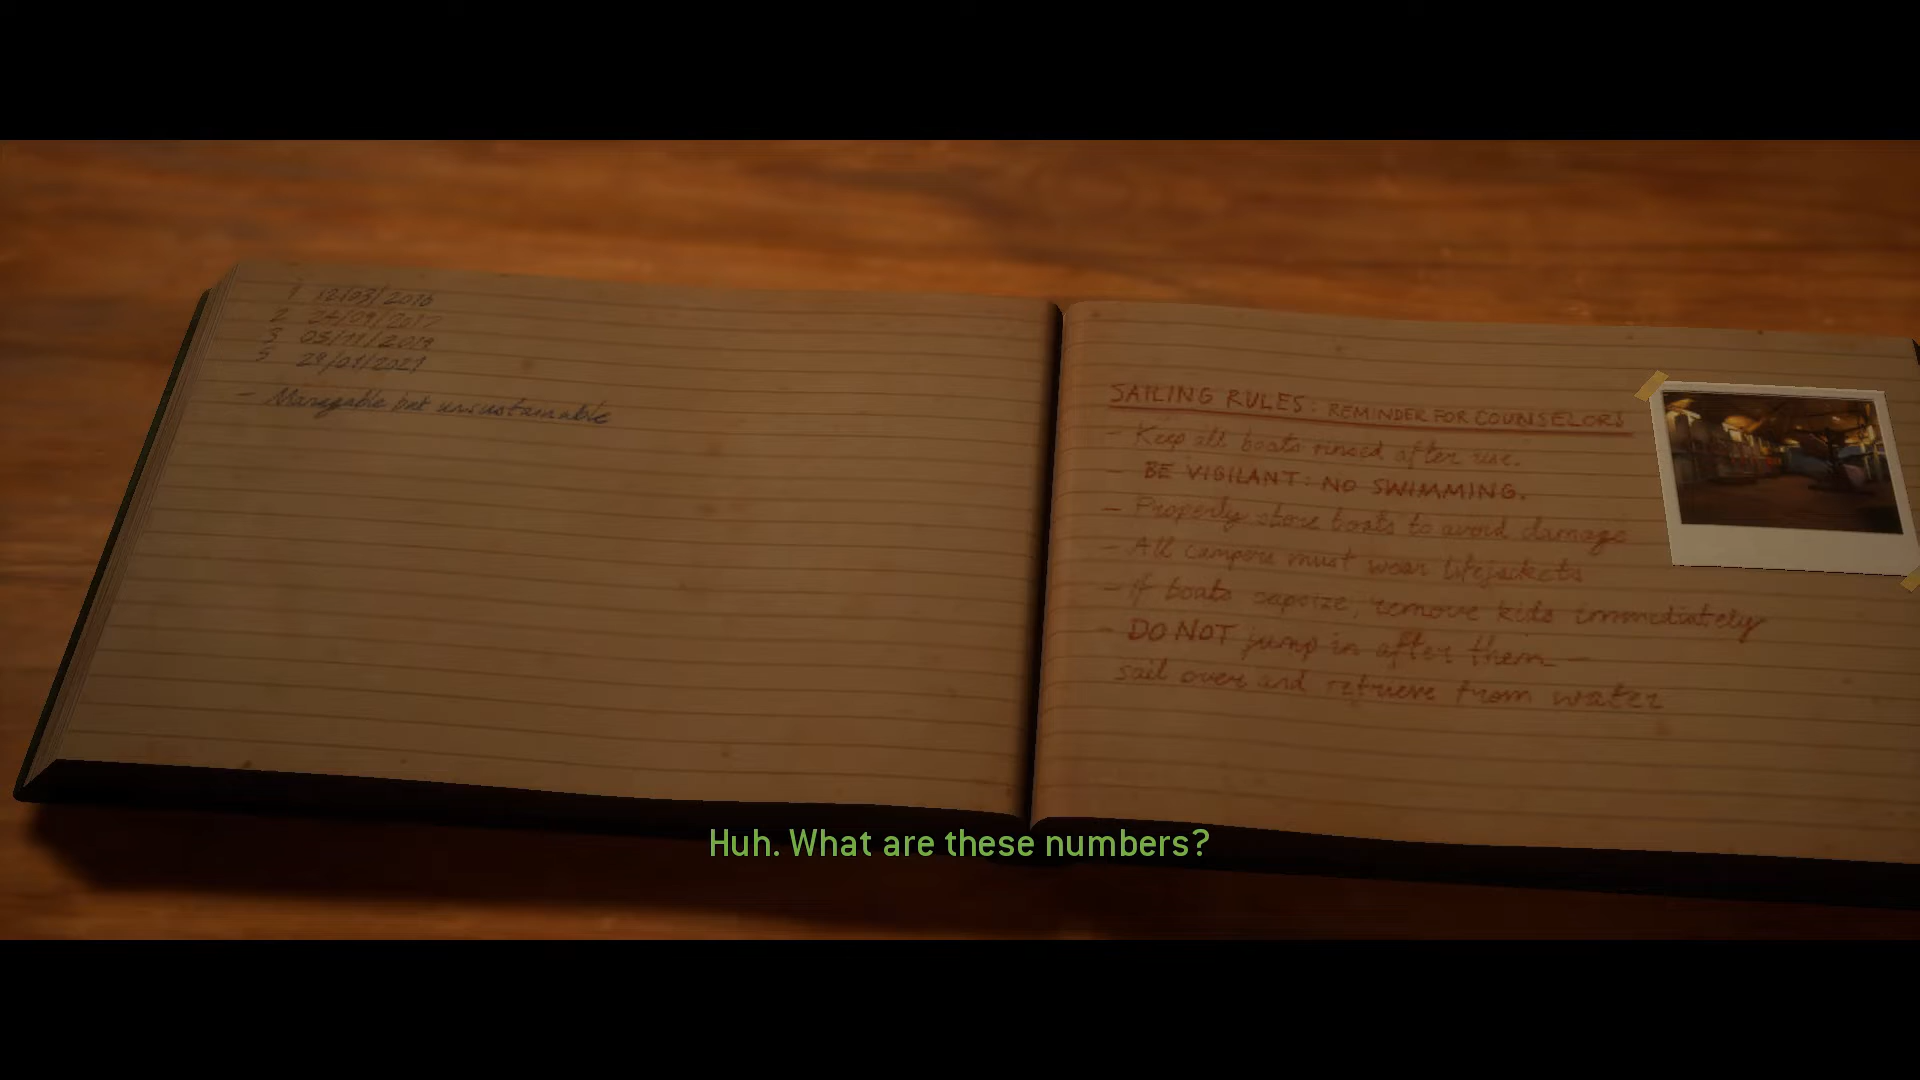 1 12/03/2016
2 24/09/2017
3 05/11/2019
5 29/01/2021
- Manegable but unsustainable
SAILING RULES: REMINDER FOR COUNSELORS
- Keep all boats rinsed after use.
- BE VIGILANT: NO SWIMMING.
- Properly store boats to avoid damage
- All campers must wear lifejackets
- If boats capsize, remove kids immediately
- DO NOT jump in after them -
sail over and retrieve from water
Huh. What are these numbers?